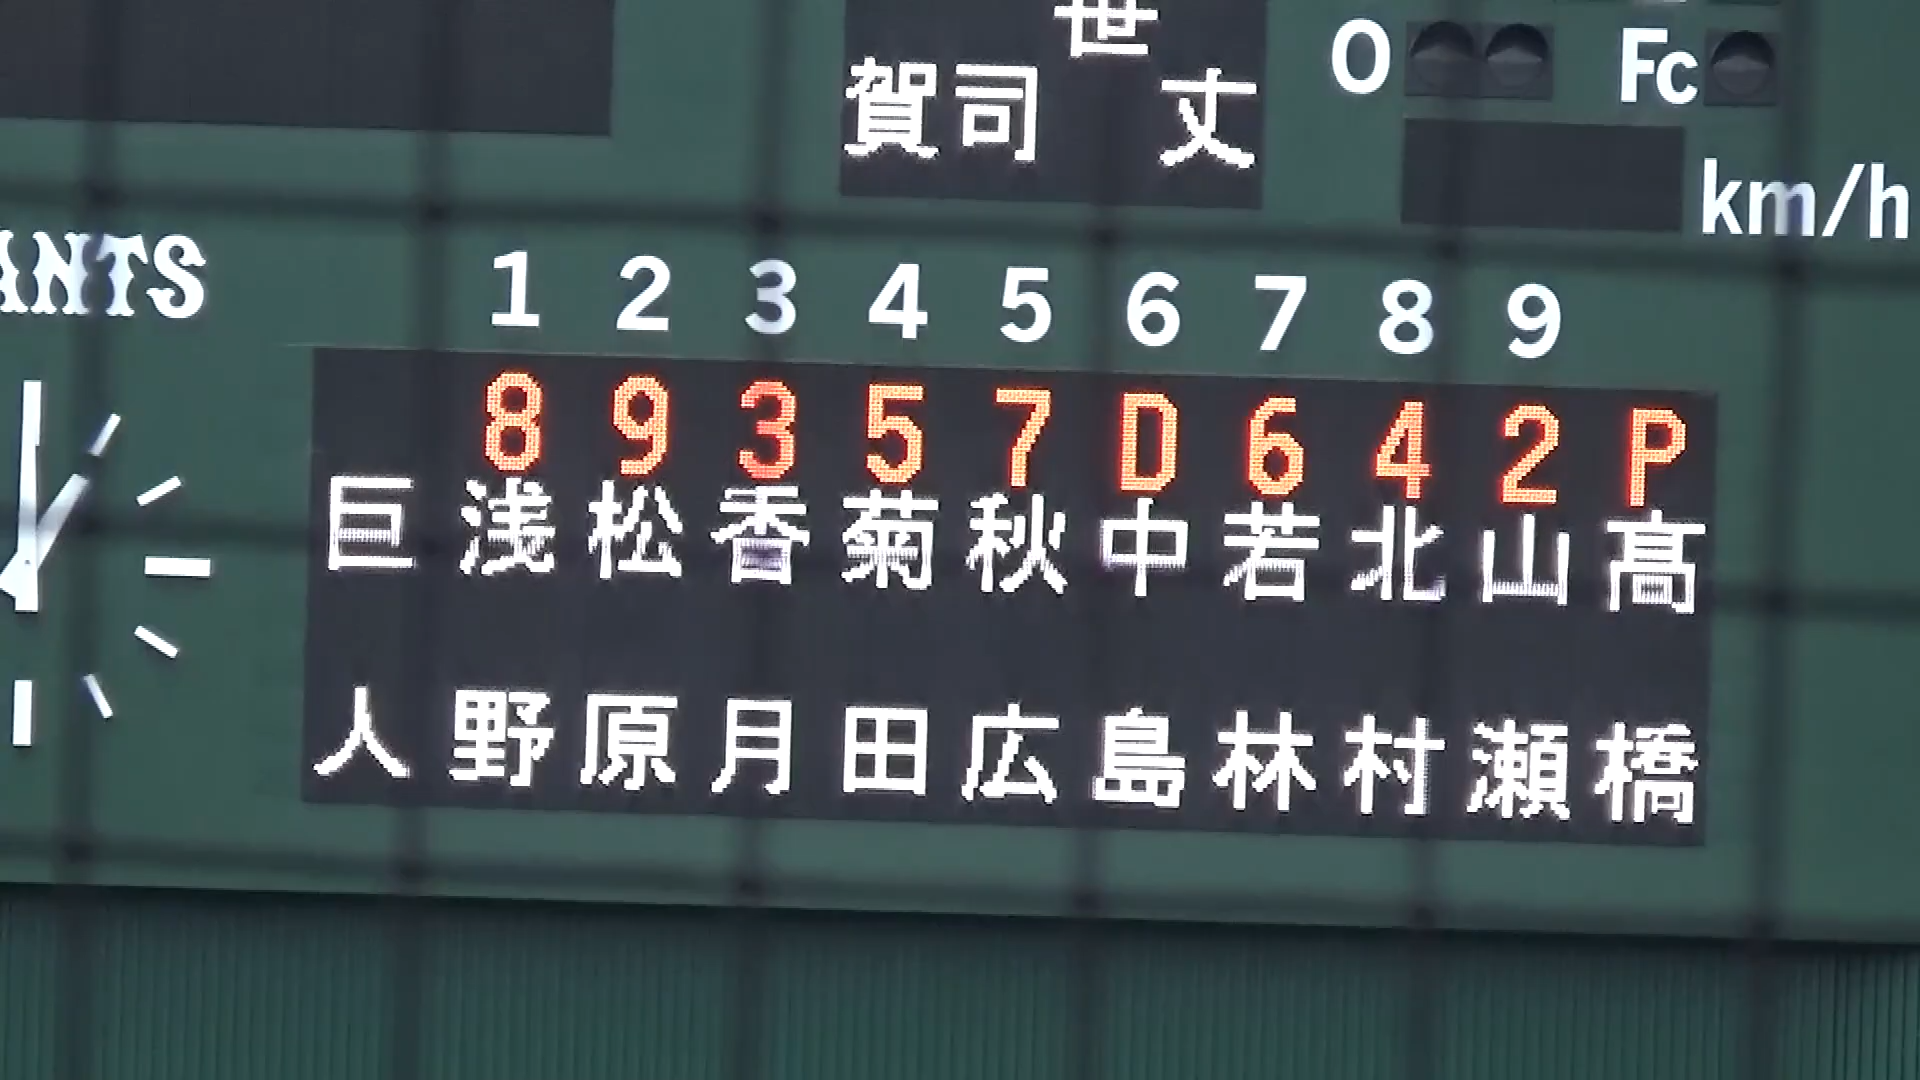 世
賀司 丈
O Fc
km/h
ANTS
1 2 3 4 5 6 7 8 9
8 9 3 5 7 D 6 4 2 P
巨 浅 松 香 菊 秋 中 若 北 山 髙
人 野 原 月 田 広 島 林 村 瀬 橋